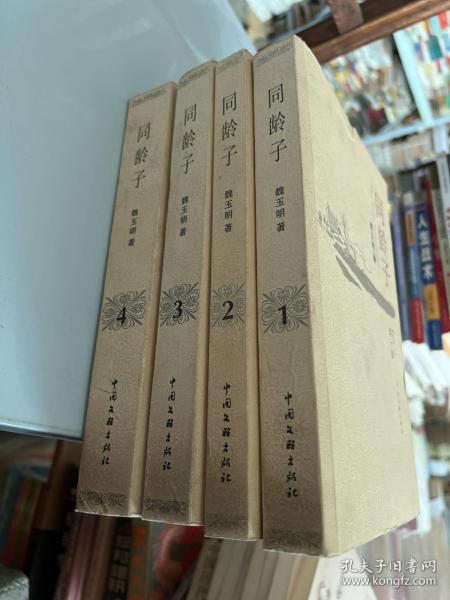 同龄子
魏玉明著
4
中国文联出版社
同龄子
魏玉明著
3
中国文联出版社
同龄子
魏玉明著
2
中国文联出版社
同龄子
魏玉明著
1
中国文联出版社
人生战术
孔夫子旧书网
www.kongfz.com